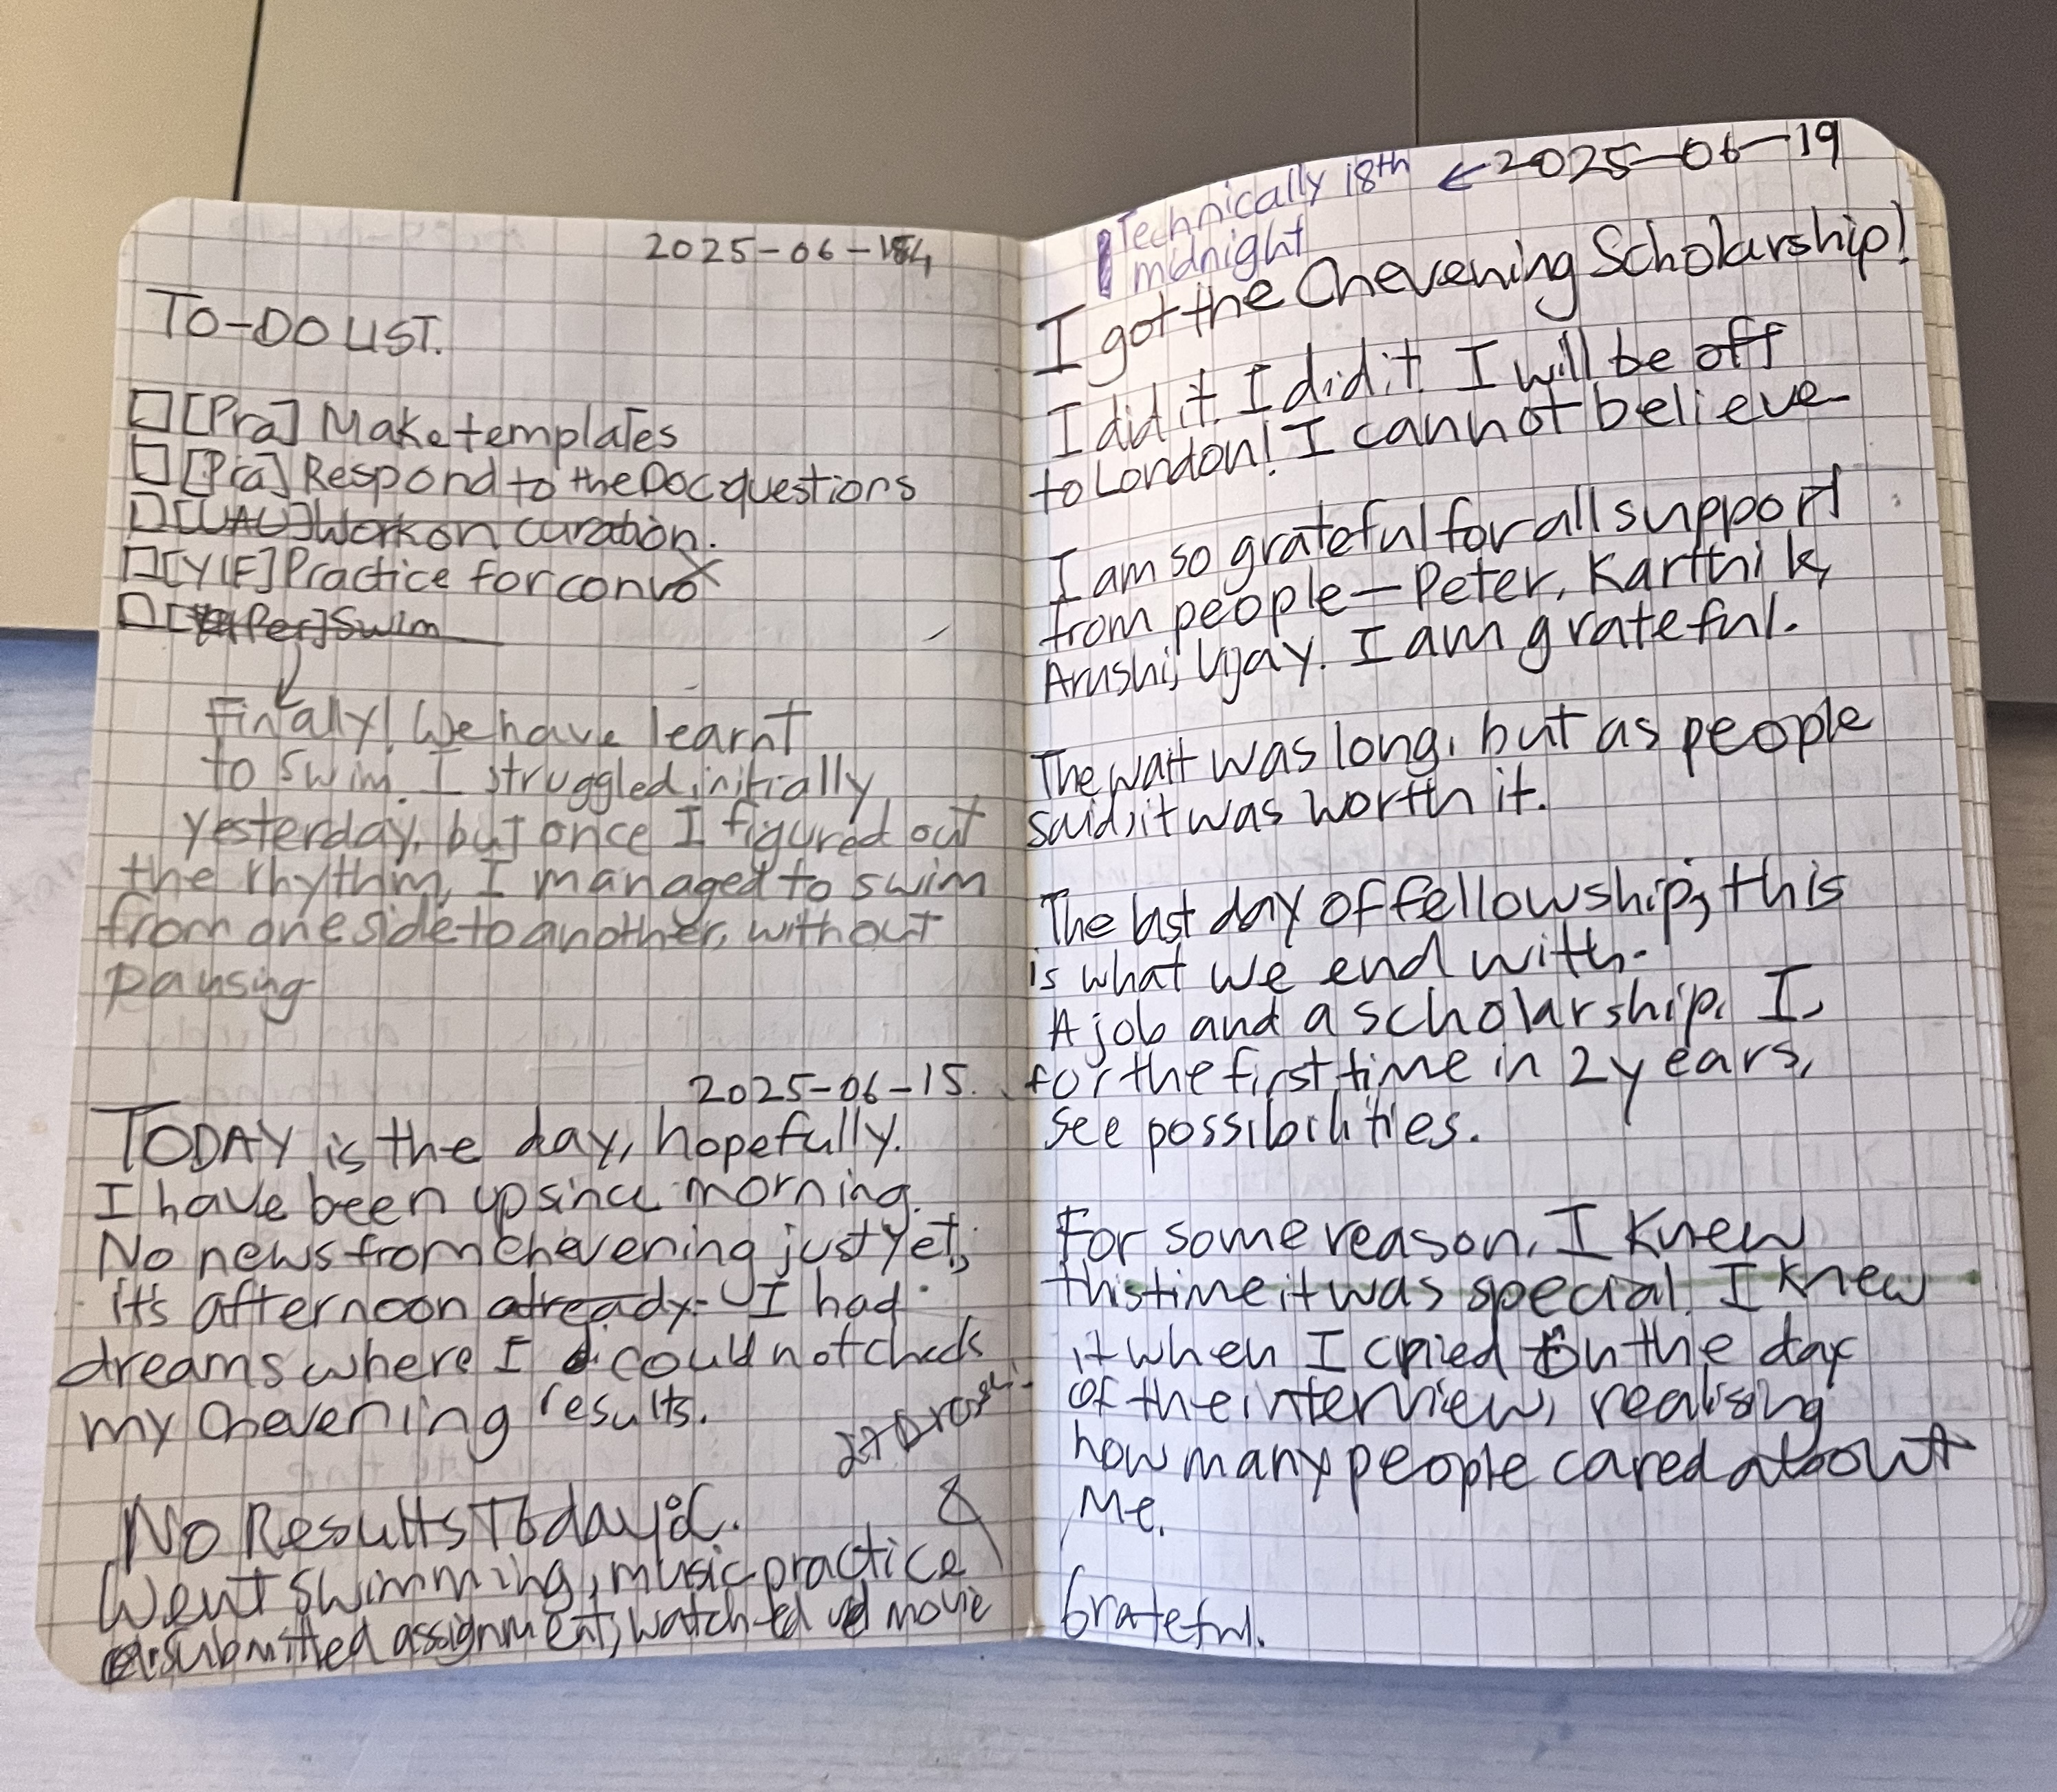 2025-06-14
TO-DO LIST.
[Pra] Make templates
[Pra] Respond to the Doc questions
[UAL] Work on curation.
[YIF] Practice for convo
[Per] Swim
Finally! We have learnt
to swim. I struggled initially
yesterday, but once I figured out
the rhythm, I managed to swim
from one side to another, without
pausing
2025-06-15.
TODAY is the day, hopefully.
I have been up since morning.
No news from Chevening just yet;
it's afternoon already. I had
dreams where I could not check
my Chevening results.
No Results Today :(.
Went swimming, music practice
submitted assignment, watch-ed movie
&
2025-06-19
Technically 18th
midnight
I got the Chevening Scholarship!
I did it. I did it. I will be off
to London! I cannot believe
I am so grateful for all support
from people—Peter, Karthik,
Arushi, Vijay. I am grateful.
The wait was long, but as people
said, it was worth it.
The last day of fellowship, this
is what we end with.
A job and a scholarship. I,
for the first time in 2 years,
see possibilities.
For some reason, I knew
this time it was special. I knew
it when I cried on the day
of the interview, realising
how many people cared about
me.
Grateful.